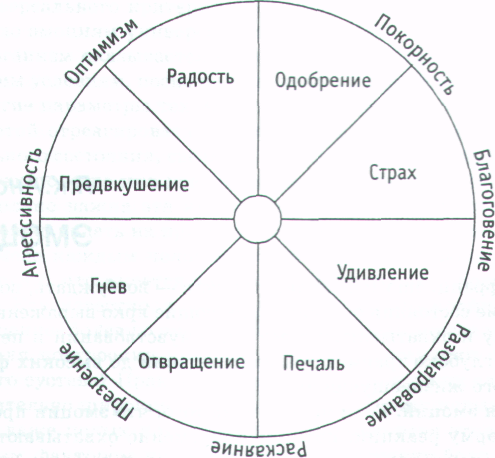 Оптимизм
Покорность
Радость
Одобрение
Агрессивность
Предвкушение
Страх
Благоговение
Гнев
Удивление
Презрение
Отвращение
Печаль
Разочарование
Раскаяние